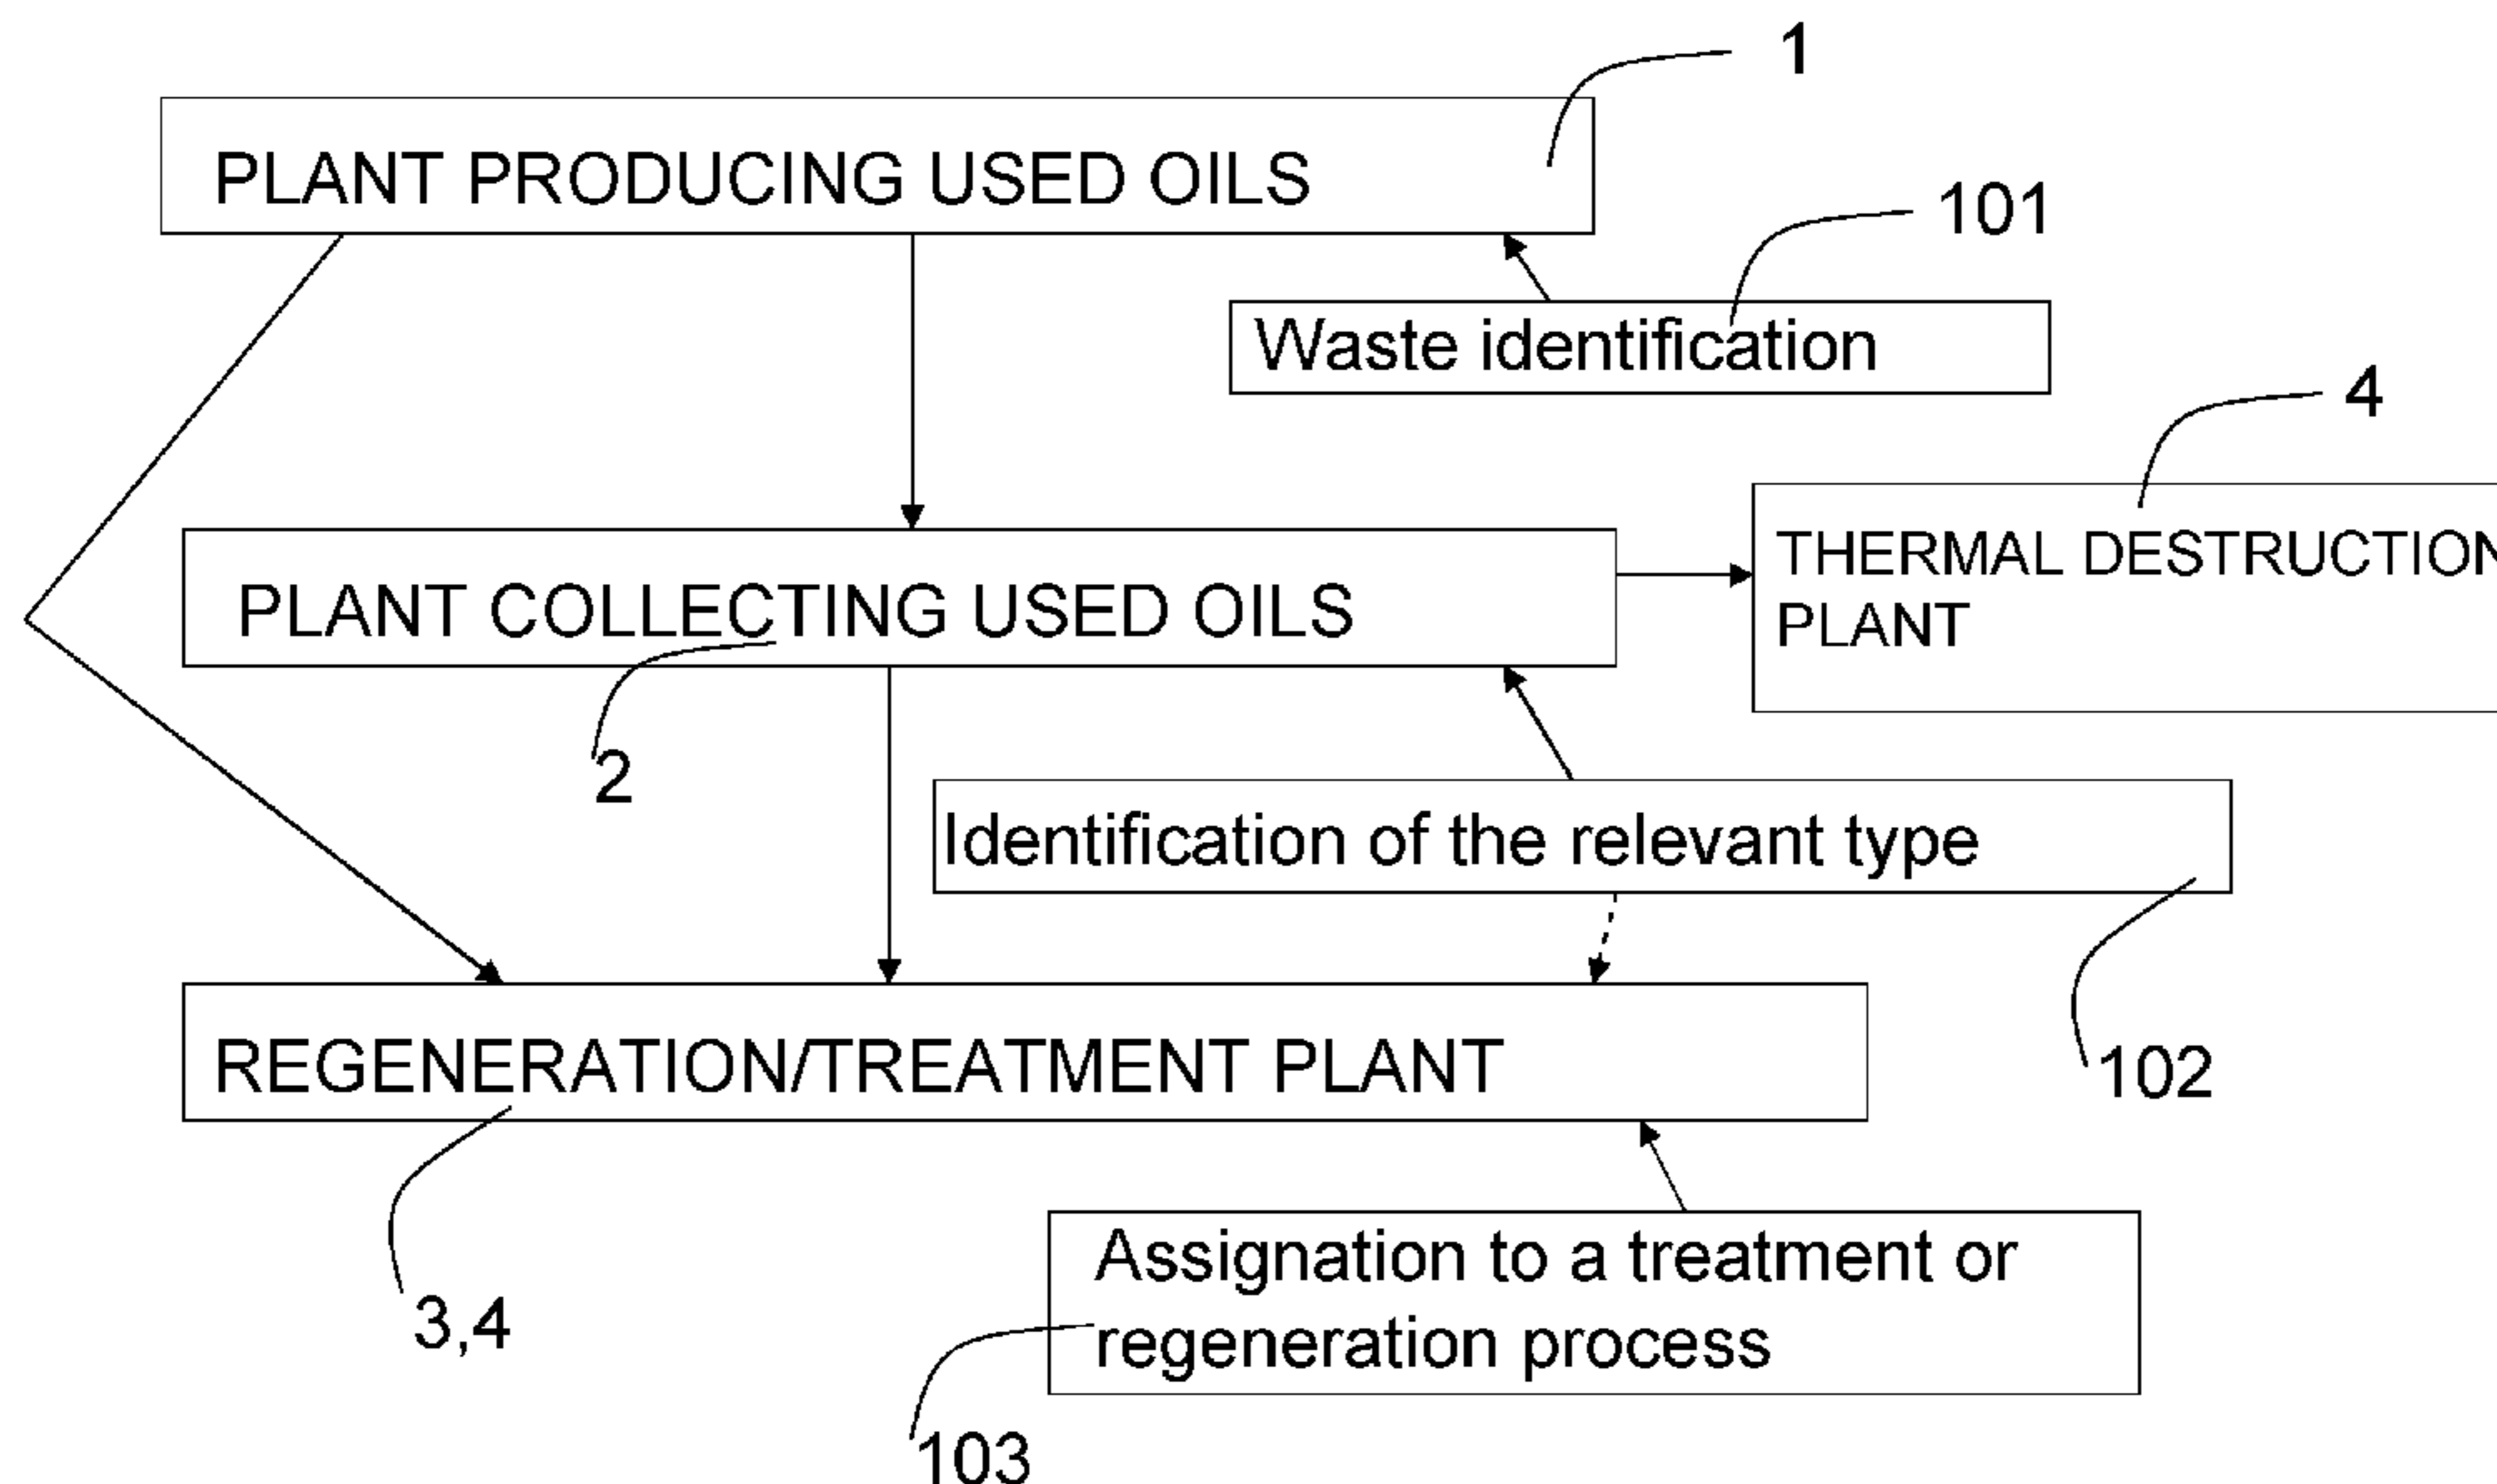 1
PLANT PRODUCING USED OILS
101
Waste identification
4
THERMAL DESTRUCTION
PLANT
PLANT COLLECTING USED OILS
2
Identification of the relevant type
102
REGENERATION/TREATMENT PLANT
3,4
Assignation to a treatment or
regeneration process
103